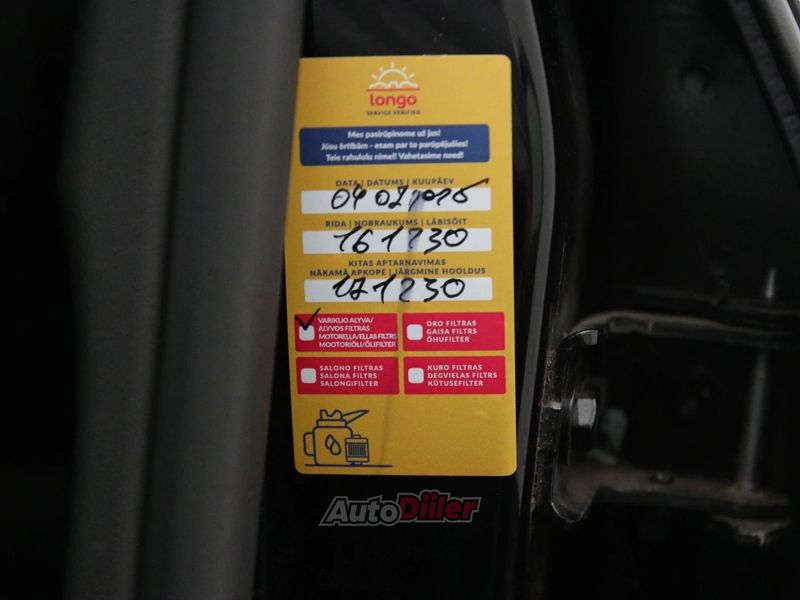 longo
SERVICE VERIFIED
Mes pasirūpinome už jus!
Jūsu ērtībām - esam par to parūpējušies!
Teie rahulolu nimel! Vahetasime need!
DATA | DATUMS | KUUPÄEV
RIDA | NOBRAUKUMS | LÄBISÕIT
161230
KITAS APTARNAVIMAS
NĀKAMĀ APKOPE | JÄRGMINE HOOLDUS
171230
VARIKLIO ALYVA/
ALYVOS FILTRAS
MOTORELLA/ELLAS FILTRS
MOOTORIÕLI/ÕLIFILTER
ORO FILTRAS
GAISA FILTRS
ÕHUFILTER
SALONO FILTRAS
SALONA FILTRS
SALONGIFILTER
KURO FILTRAS
DEGVIELAS FILTRS
KÜTUSEFILTER
AutoDiiler